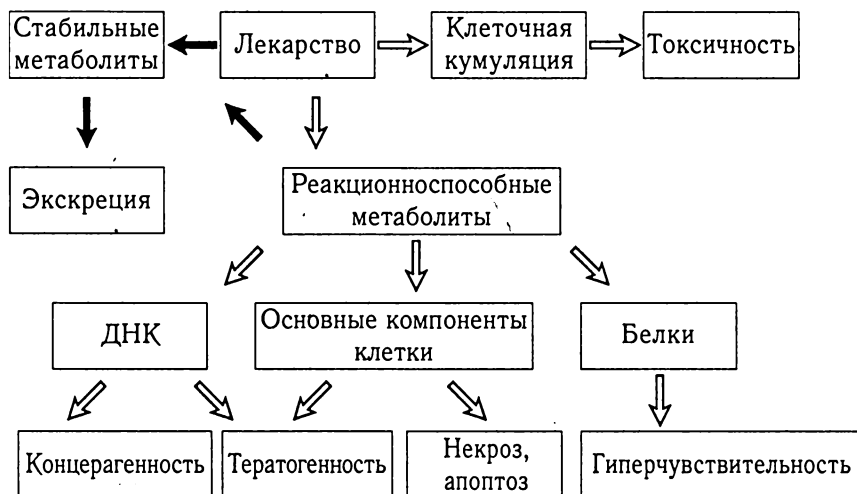 Стабильные
метаболиты
Лекарство
Клеточная
кумуляция
Токсичность
Экскреция
Реакционноспособные
метаболиты
ДНК
Основные компоненты
клетки
Белки
Концерагенность
Тератогенность
Некроз,
апоптоз
Гиперчувствительность